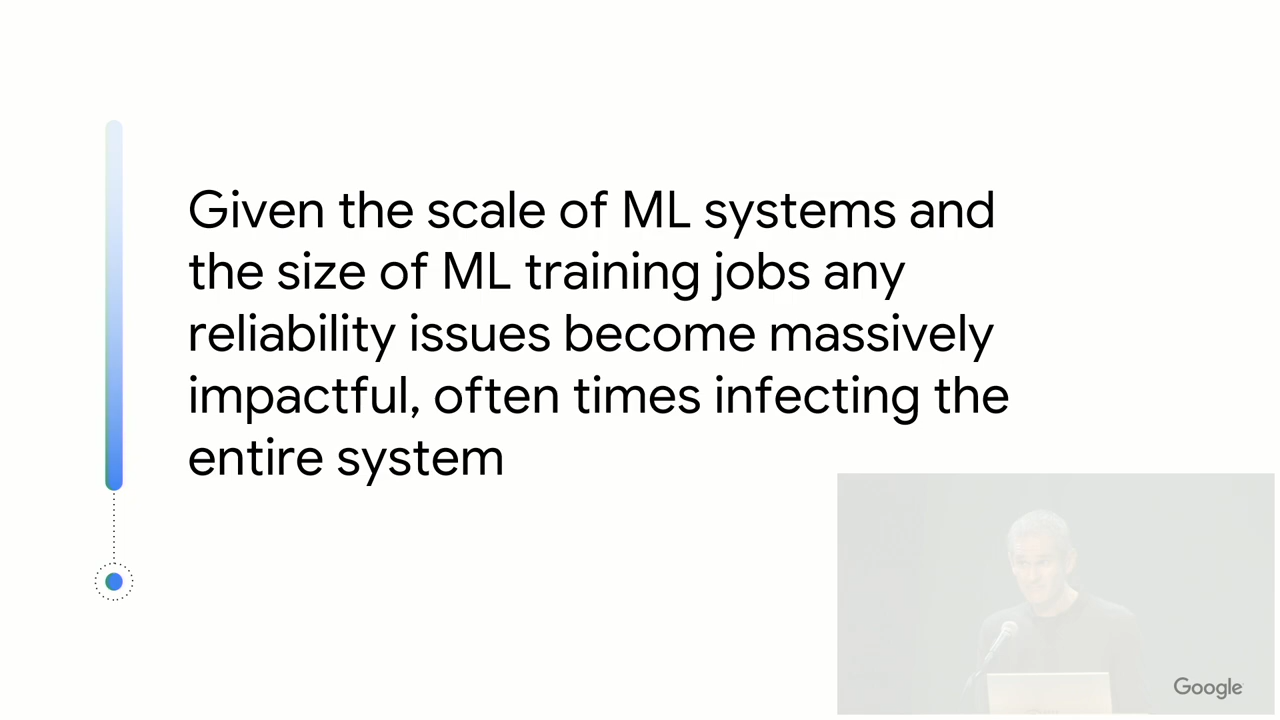 Given the scale of ML systems and
the size of ML training jobs any
reliability issues become massively
impactful, often times infecting the
entire system
Google